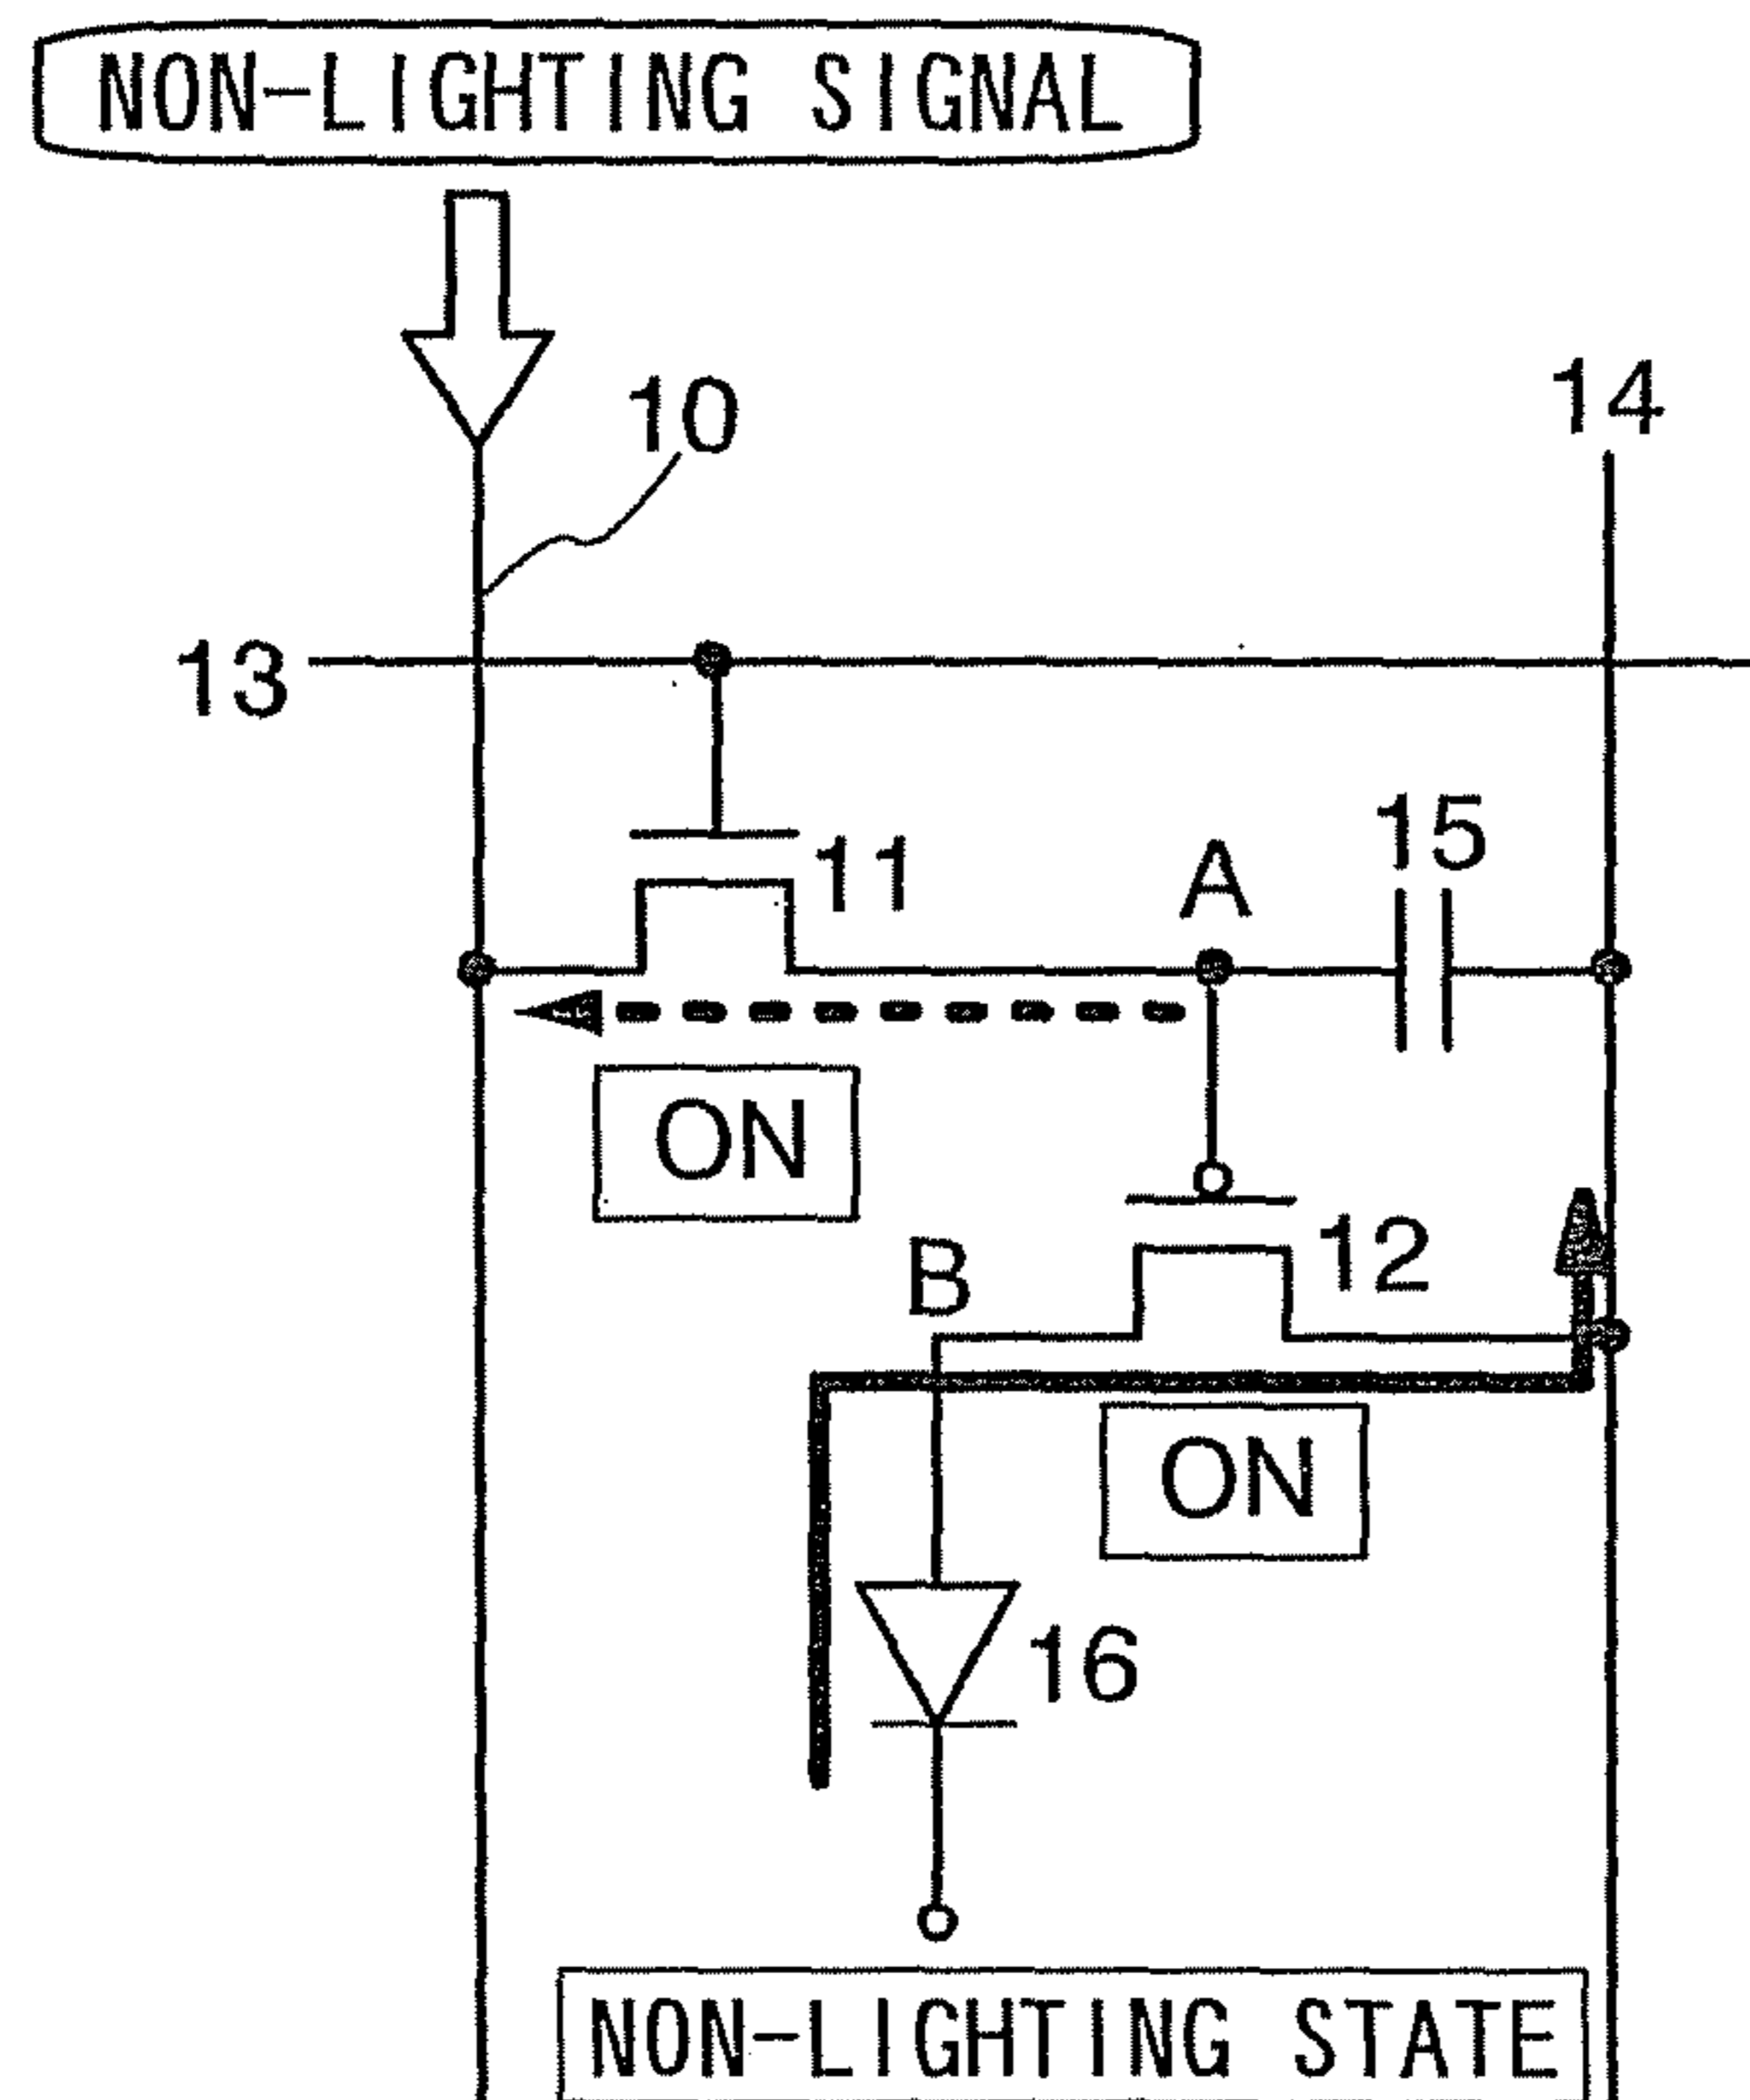 NON-LIGHTING SIGNAL
10
14
13
11
A
15
ON
B
12
ON
16
NON-LIGHTING STATE